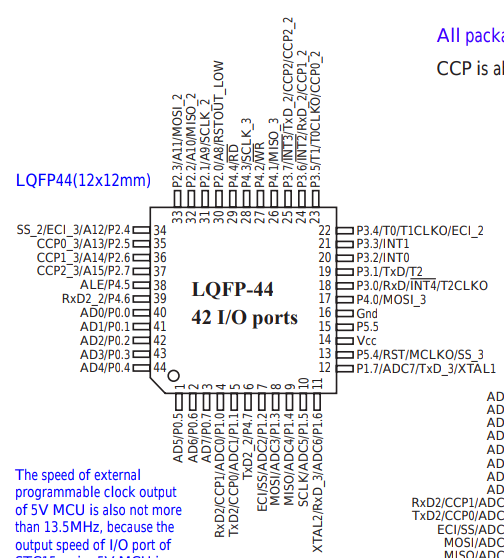 All packa
CCP is al
LQFP44(12x12mm)
P2.3/A11/MOSI_2
P2.2/A10/MISO_2
P2.1/A9/SCLK_2
P2.0/A8/RSTOUT_LOW
P4.4/RD
P4.3/SCLK_3
P4.2/WR
P4.1/MISO_3
P3.7/INT3/TxD_2/CCP2/CCP2_2
P3.6/INT2/RxD_2/CCP1_2
P3.5/T1/T0CLKO/CCP0_2
33 32 31 30 29 28 27 26 25 24 23
SS_2/ECI_3/A12/P2.4 34
CCP0_3/A13/P2.5 35
CCP1_3/A14/P2.6 36
CCP2_3/A15/P2.7 37
ALE/P4.5 38
RxD2_2/P4.6 39
AD0/P0.0 40
AD1/P0.1 41
AD2/P0.2 42
AD3/P0.3 43
AD4/P0.4 44
LQFP-44
42 I/O ports
22 P3.4/T0/T1CLKO/ECI_2
21 P3.3/INT1
20 P3.2/INT0
19 P3.1/TxD/T2
18 P3.0/RxD/INT4/T2CLKO
17 P4.0/MOSI_3
16 Gnd
15 P5.5
14 Vcc
13 P5.4/RST/MCLKO/SS_3
12 P1.7/ADC7/TxD_3/XTAL1
1 2 3 4 5 6 7 8 9 10 11
AD5/P0.5
AD6/P0.6
AD7/P0.7
RxD2/CCP1/ADC0/P1.0
TxD2/CCP0/ADC1/P1.1
TxD2_2/P4.7
ECI/SS/ADC2/P1.2
MOSI/ADC3/P1.3
MISO/ADC4/P1.4
SCLK/ADC5/P1.5
XTAL2/RxD_3/ADC6/P1.6
The speed of external
programmable clock output
of 5V MCU is also not more
than 13.5MHz, because the
output speed of I/O port of
AD
AD
AD
AD
AD
AD
AD
AD
RxD2/CCP1/ADC
TxD2/CCP0/ADC
ECI/SS/ADC
MOSI/ADC
MISO/ADC